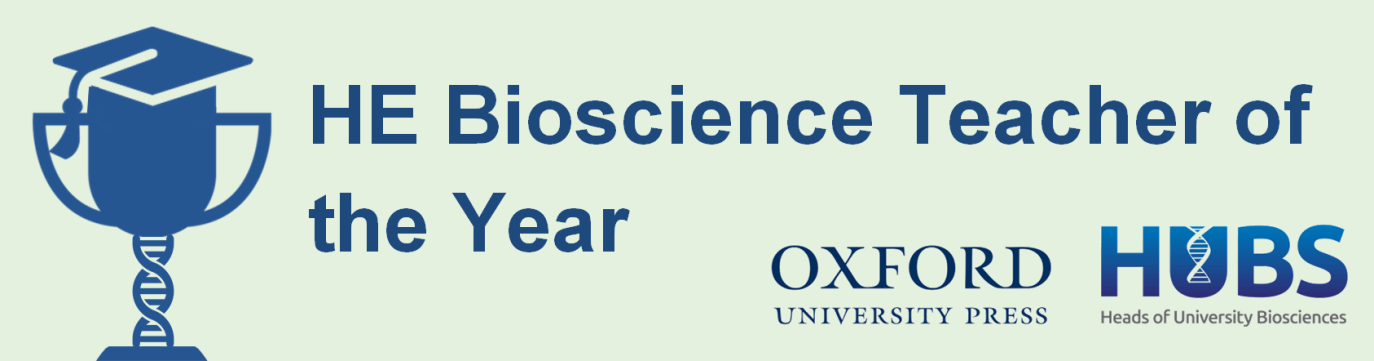 HE Bioscience Teacher of
the Year
OXFORD
UNIVERSITY PRESS
HUBS
Heads of University Biosciences